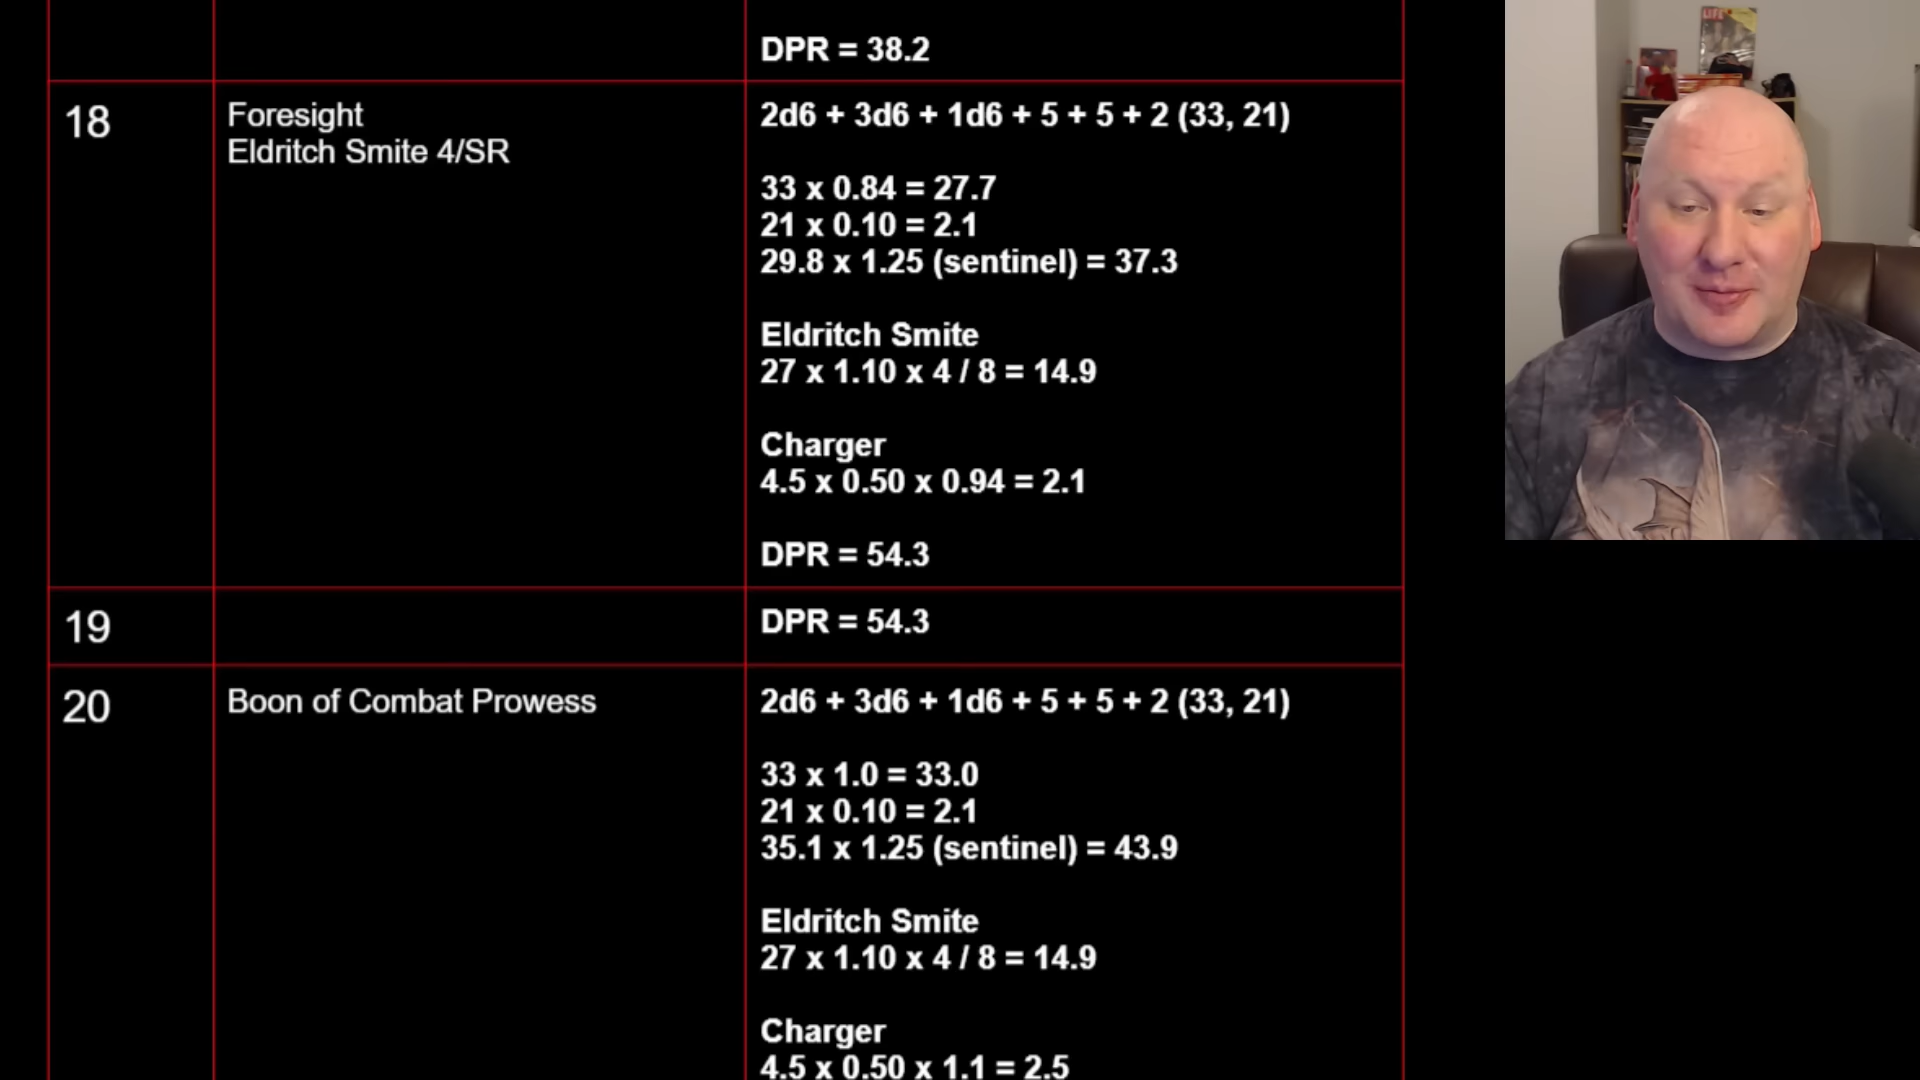 DPR = 38.2
18
Foresight
Eldritch Smite 4/SR
2d6 + 3d6 + 1d6 + 5 + 5 + 2 (33, 21)
33 x 0.84 = 27.7
21 x 0.10 = 2.1
29.8 x 1.25 (sentinel) = 37.3
Eldritch Smite
27 x 1.10 x 4 / 8 = 14.9
Charger
4.5 x 0.50 x 0.94 = 2.1
DPR = 54.3
19
DPR = 54.3
20
Boon of Combat Prowess
2d6 + 3d6 + 1d6 + 5 + 5 + 2 (33, 21)
33 x 1.0 = 33.0
21 x 0.10 = 2.1
35.1 x 1.25 (sentinel) = 43.9
Eldritch Smite
27 x 1.10 x 4 / 8 = 14.9
Charger
4.5 x 0.50 x 1.1 = 2.5
LIFE